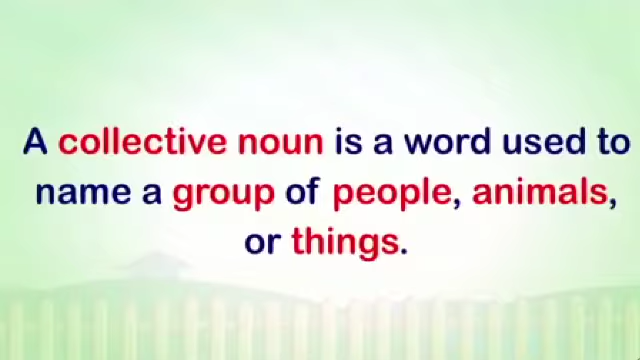 A collective noun is a word used to
name a group of people, animals,
or things.